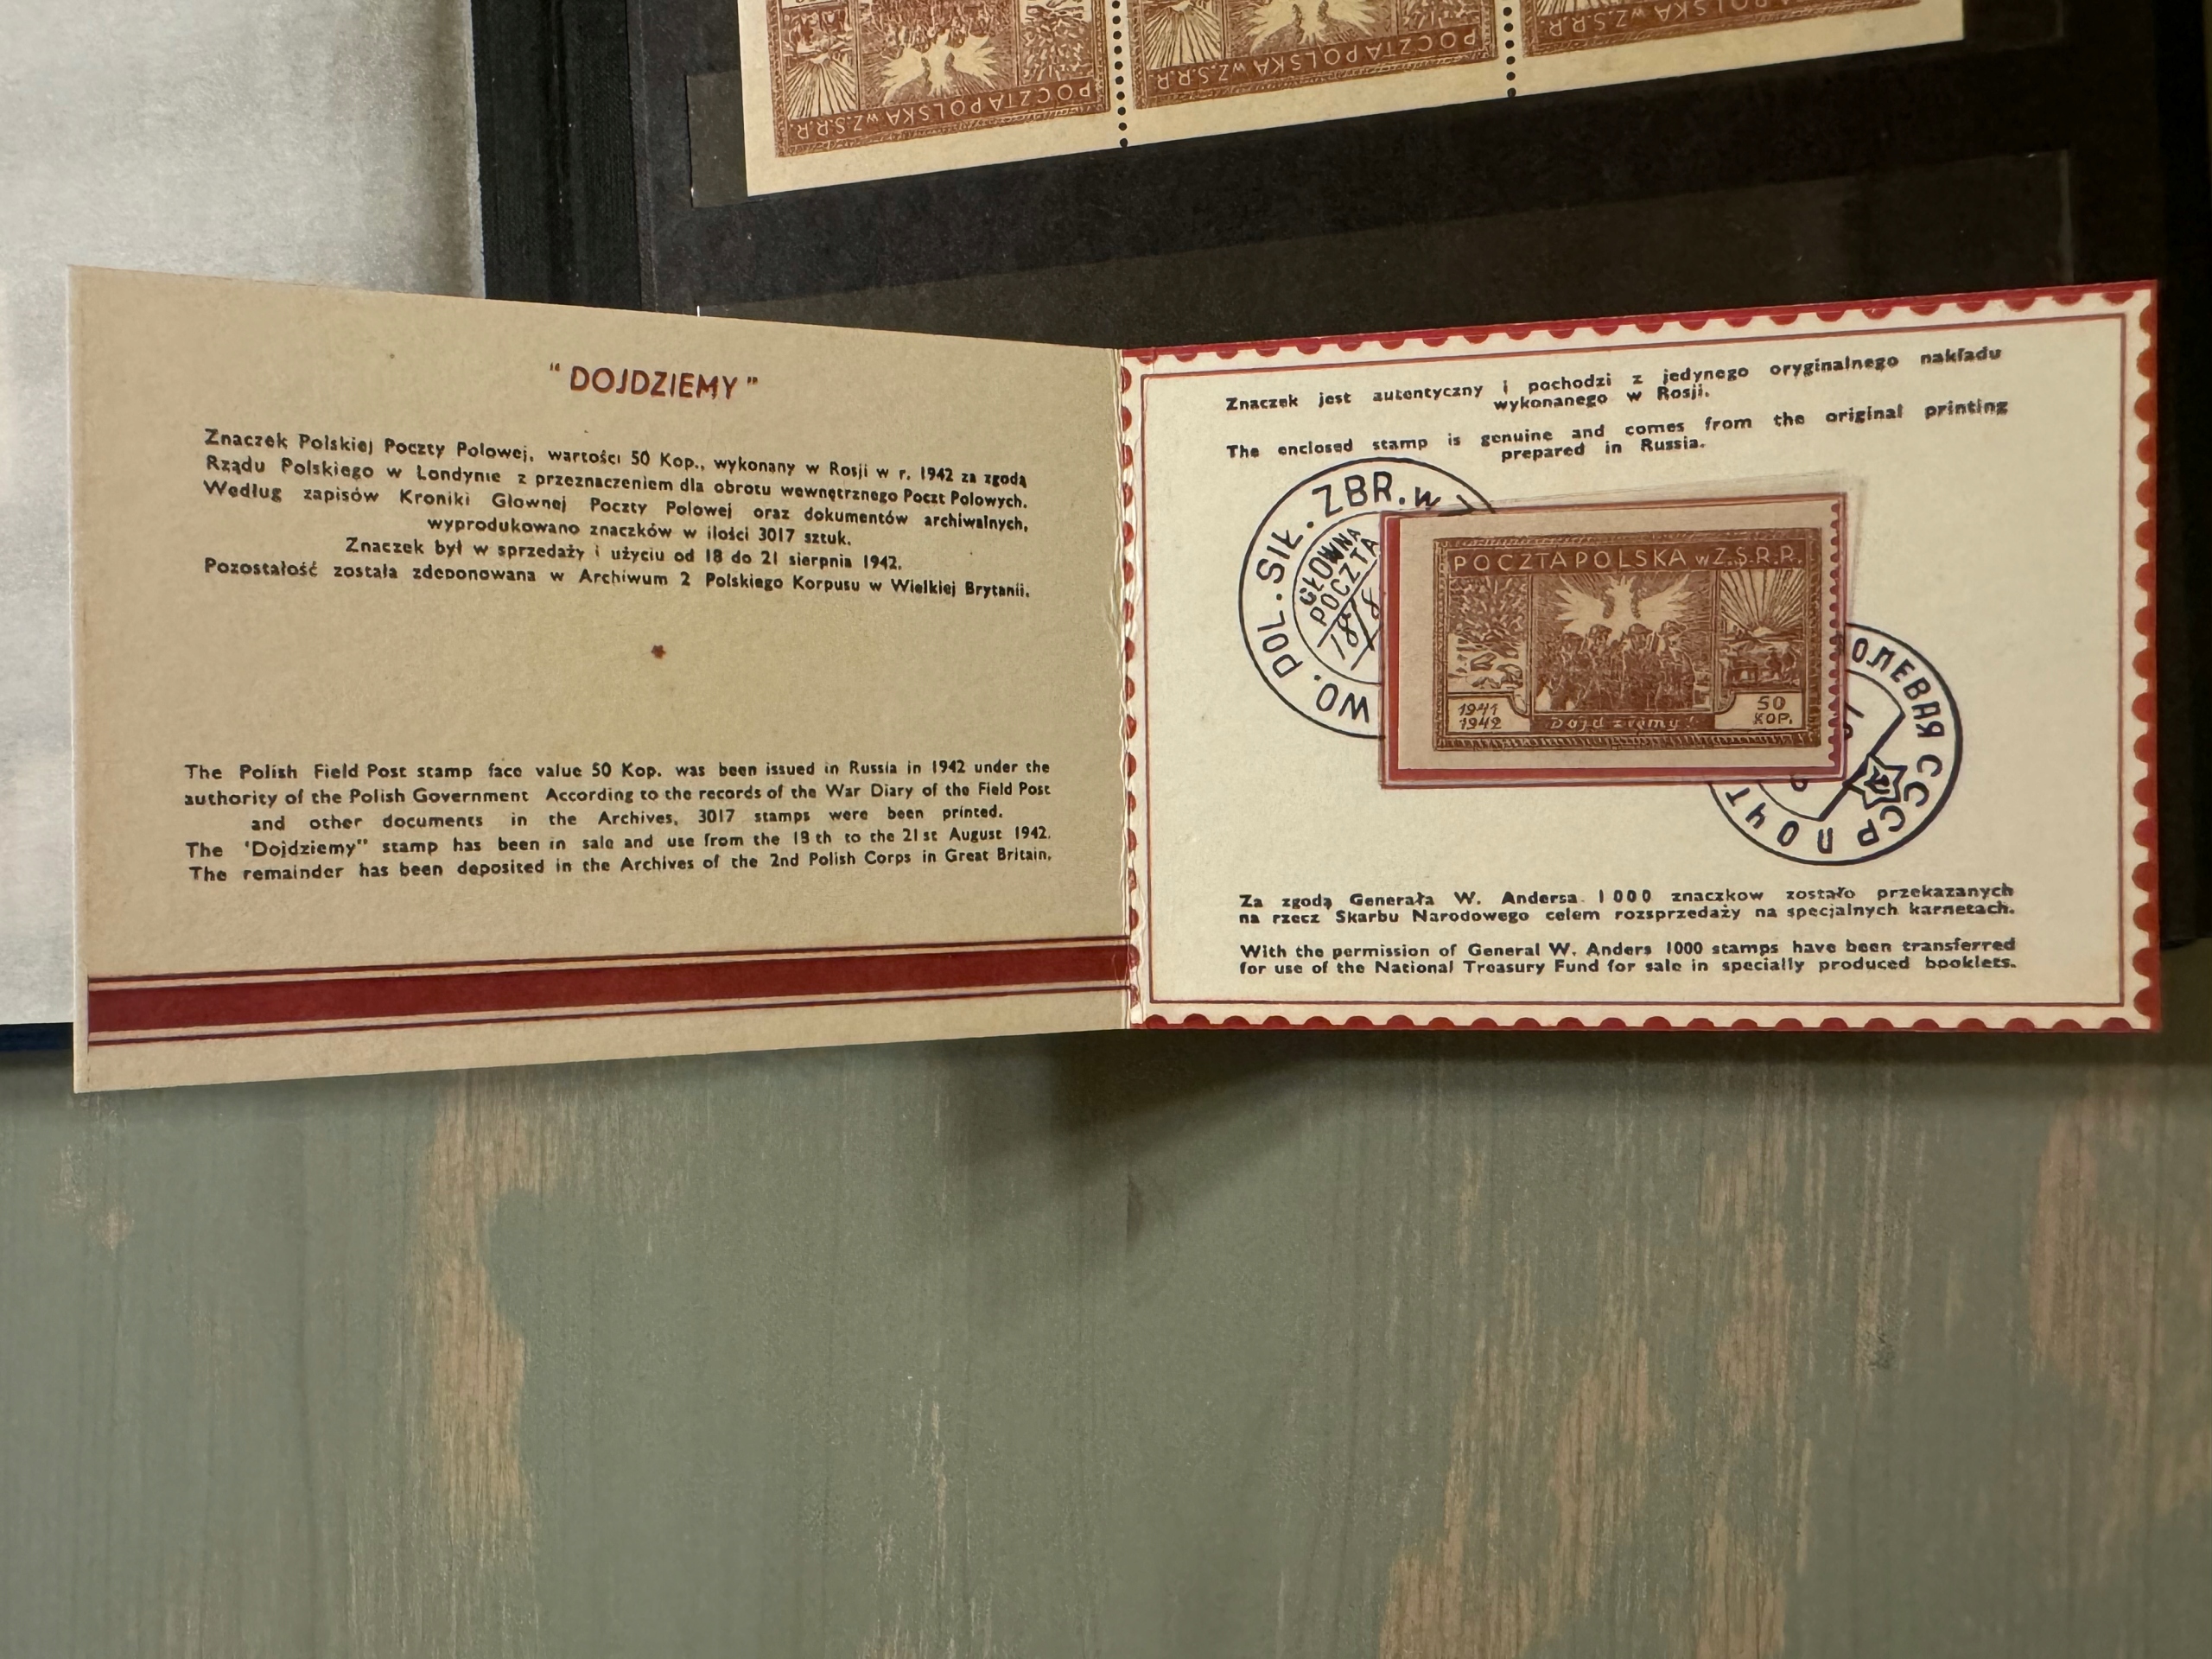 POCZTA POLSKA w Z.S.R.R.
POCZTA POLSKA w Z.S.R.R.
POLSKA w Z.S.R.R.
" DOJDZIEMY "
Znaczek Polskiej Poczty Polowej, wartości 50 Kop., wykonany w Rosji w r. 1942 za zgodą
Rządu Polskiego w Londynie z przeznaczeniem dla obrotu wewnętrznego Poczt Polowych.
Według zapisów Kroniki Głownej Poczty Polowej oraz dokumentów archiwalnych,
wyprodukowano znaczków w ilości 3017 sztuk.
Znaczek był w sprzedaży i użyciu od 18 do 21 sierpnia 1942.
Pozostałość została zdeponowana w Archiwum 2 Polskiego Korpusu w Wielkiej Brytanii.
The Polish Field Post stamp face value 50 Kop. was been issued in Russia in 1942 under the
authority of the Polish Government According to the records of the War Diary of the Field Post
and other documents in the Archives, 3017 stamps were been printed.
The 'Dojdziemy" stamp has been in sale and use from the 18 th to the 21 st August 1942.
The remainder has been deposited in the Archives of the 2nd Polish Corps in Great Britain,
Znaczek jest autentyczny i pochodzi z jedynego oryginalnego nakładu
wykonanego w Rosji.
The enclosed stamp is genuine and comes from the original printing
prepared in Russia.
WO. POL. SIŁ. ZBR. w
GŁOWNA
POCZTA
18/8
POCZTA POLSKA w Z.S.R.R.
1941
1942
Dojdziemy!
50
KOP.
ОЛЕВАЯ
СССР
ПОЧТ
Za zgodą Generała W. Andersa 1000 znaczkow zostało przekazanych
na rzecz Skarbu Narodowego celem rozsprzedaży na specjalnych karnetach.
With the permission of General W. Anders 1000 stamps have been transferred
for use of the National Treasury Fund for sale in specially produced booklets.